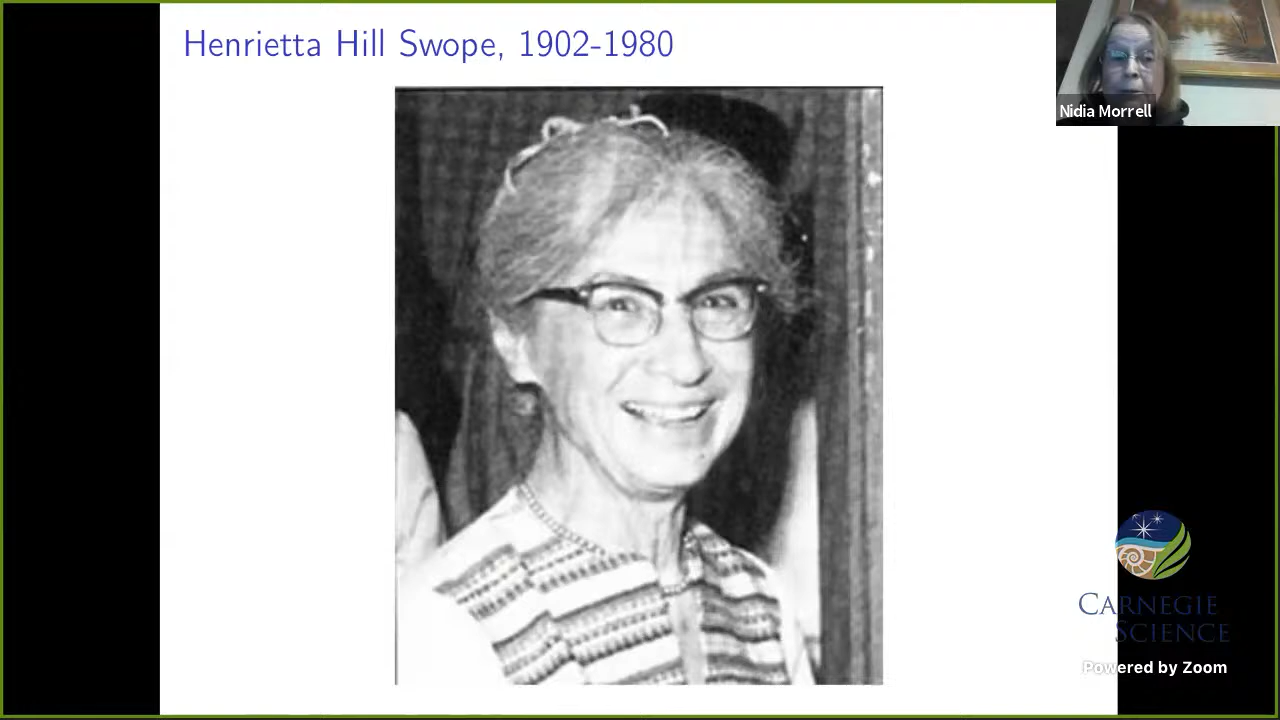 Henrietta Hill Swope, 1902-1980
Nidia Morrell
CARNEGIE
SCIENCE
Powered by Zoom